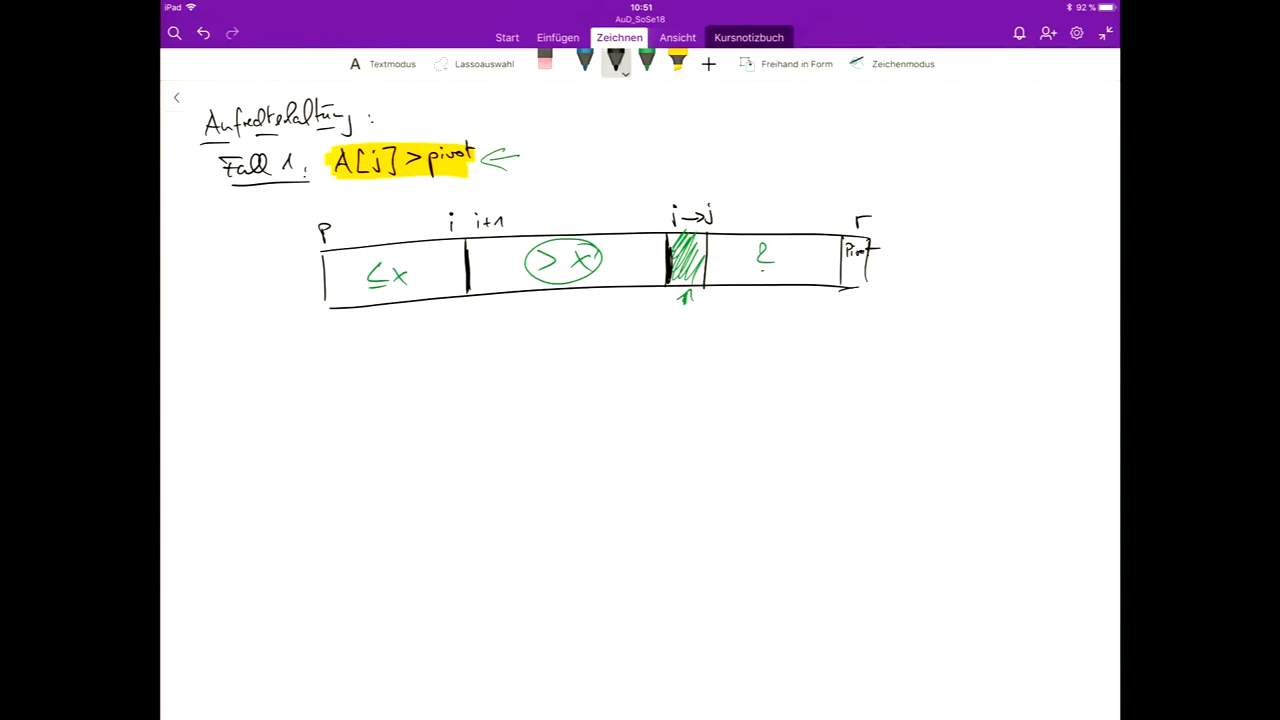 iPad 10:51 92 %
AuD_SoSe18
Start Einfügen Zeichnen Ansicht Kursnotizbuch
A Textmodus Lassoauswahl + Freihand in Form Zeichenmodus
Aufrechterhaltung:
Fall 1: A[j] > pivot
p i i+1 j → j r
≤ x > x ? Pivot